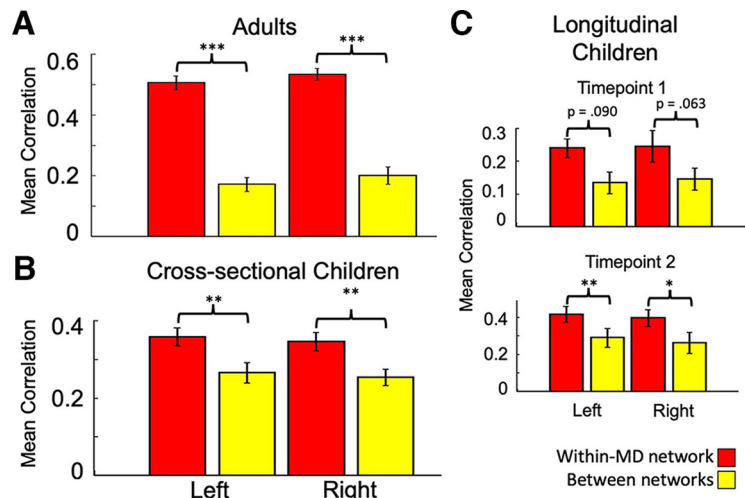 A
Adults
Mean Correlation
0.6
0.4
0.2
0
***
***
B
Cross-sectional Children
Mean Correlation
0.4
0.2
0
**
**
Left
Right
C
Longitudinal
Children
Timepoint 1
p = .090
p = .063
0.3
0.2
0.1
Mean Correlation
Timepoint 2
**
*
0.4
0.2
0
Left
Right
Within-MD network
Between networks